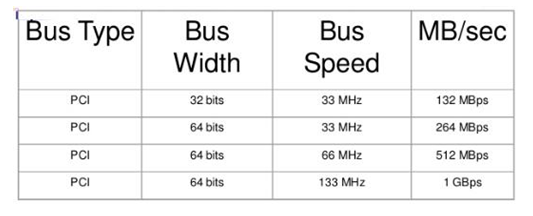 Bus Type Bus Width Bus Speed MB/sec
PCI 32 bits 33 MHz 132 MBps
PCI 64 bits 33 MHz 264 MBps
PCI 64 bits 66 MHz 512 MBps
PCI 64 bits 133 MHz 1 GBps